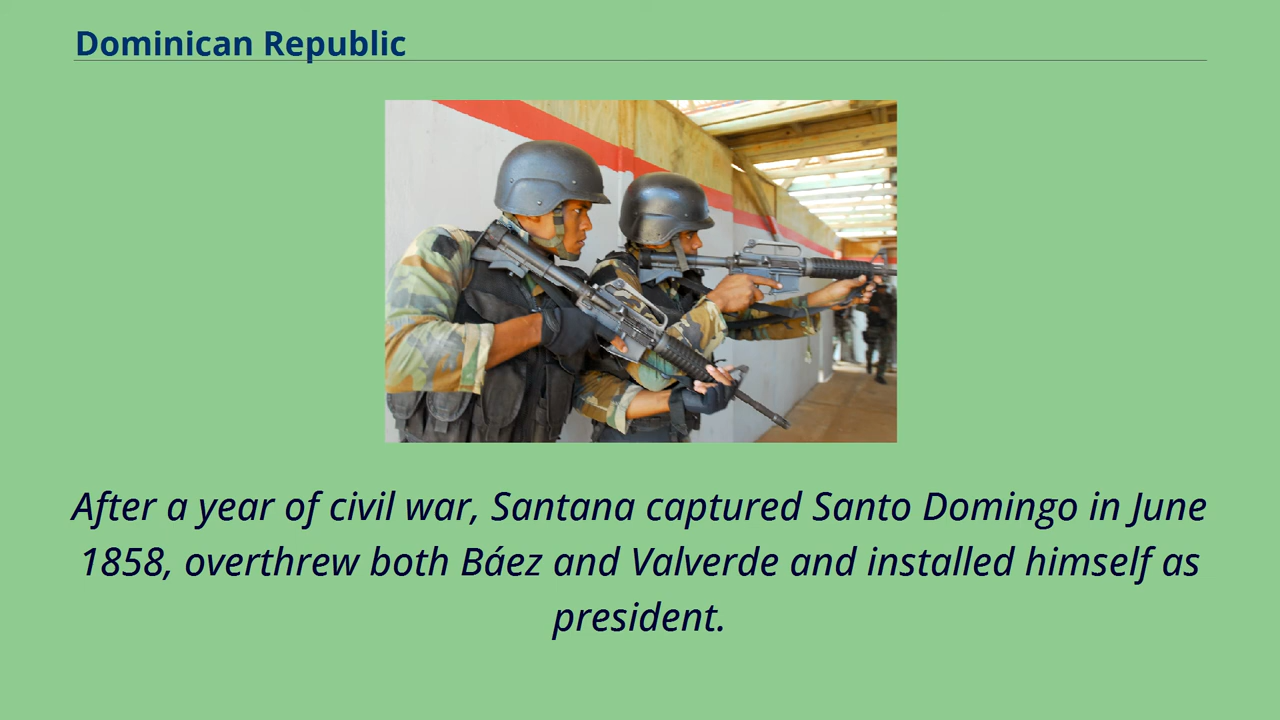 Dominican Republic
After a year of civil war, Santana captured Santo Domingo in June
1858, overthrew both Báez and Valverde and installed himself as
president.